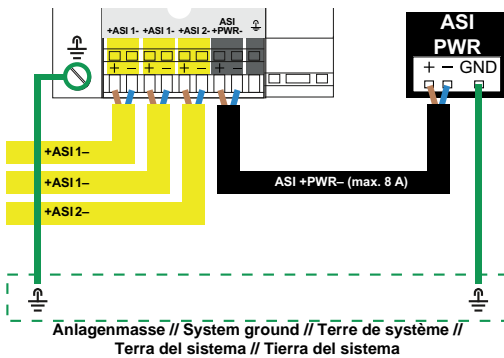 +ASI 1- +ASI 1- +ASI 2- ASI +PWR-
+ − + − + − + −
ASI
PWR
+ − GND
+ASI 1–
+ASI 1–
+ASI 2–
ASI +PWR– (max. 8 A)
Anlagenmasse // System ground // Terre de système //
Terra del sistema // Tierra del sistema